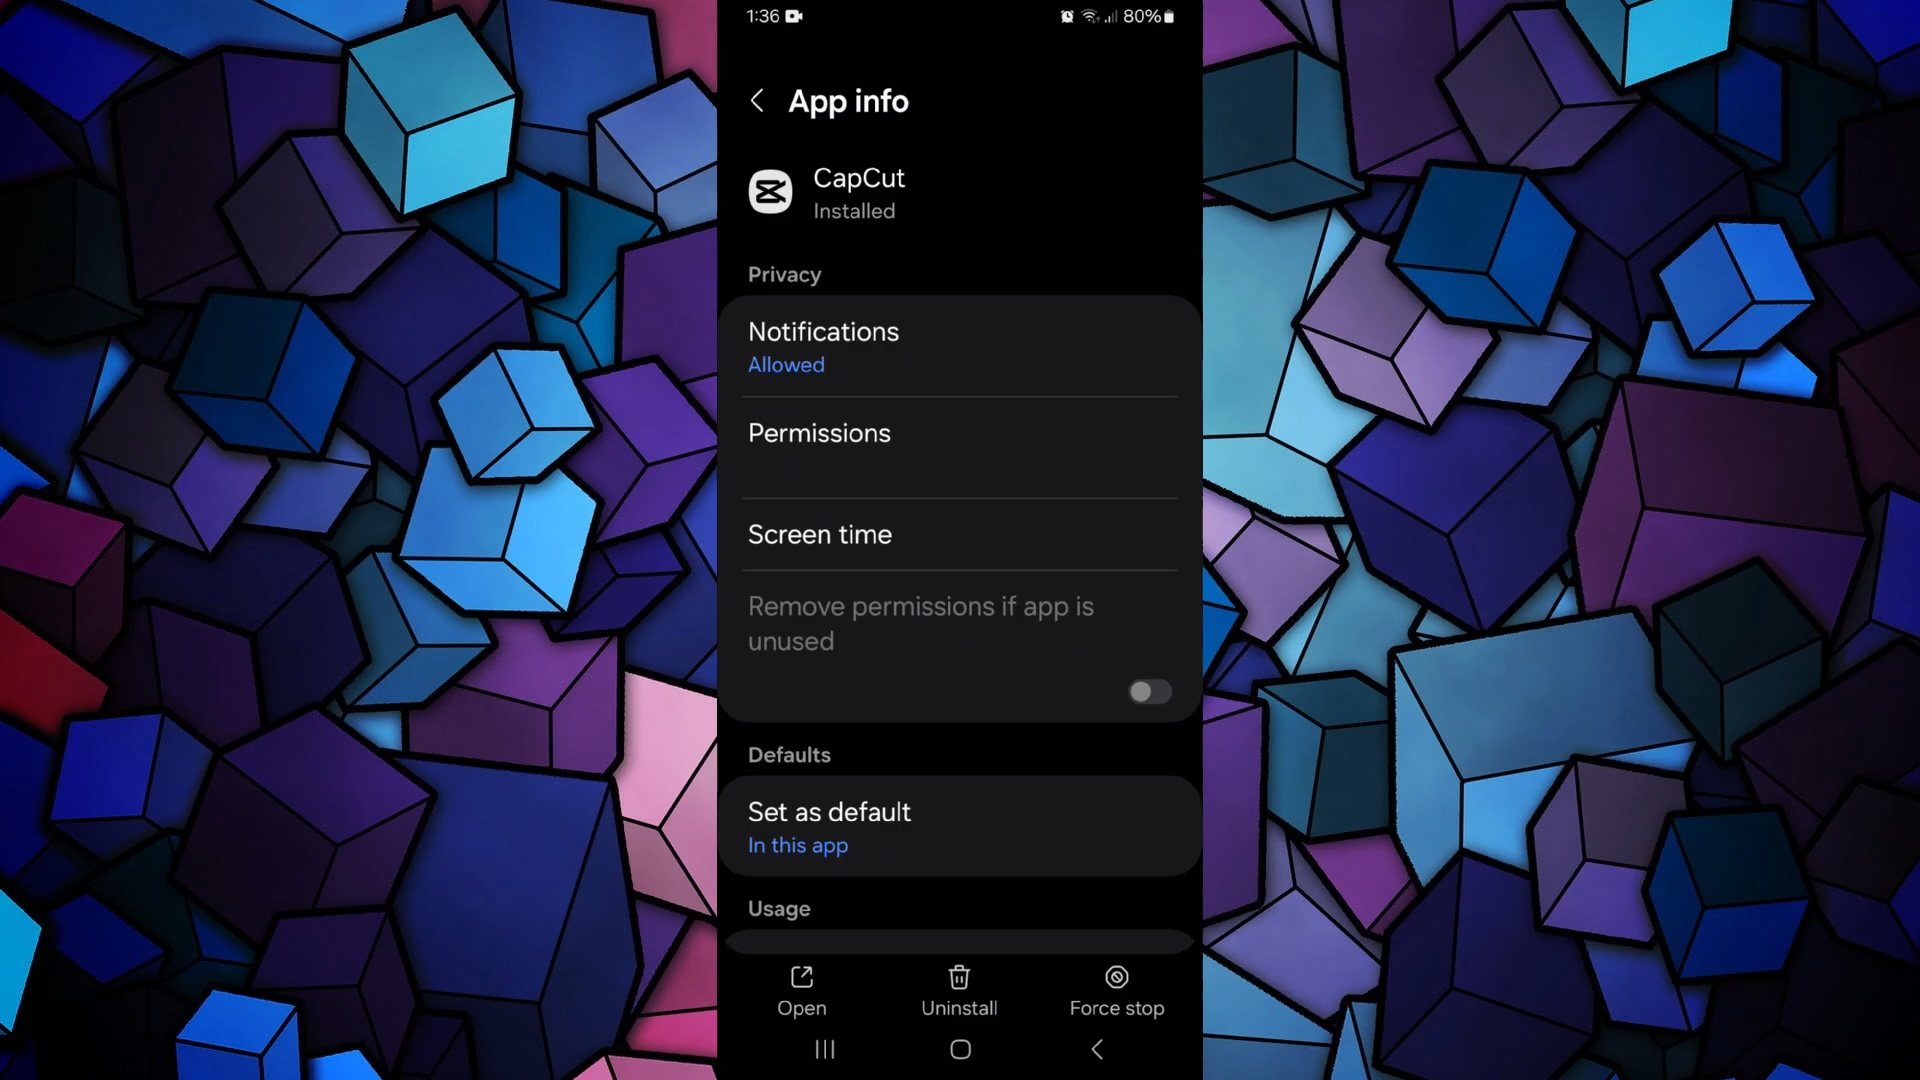 1:36
80%
App info
CapCut
Installed
Privacy
Notifications
Allowed
Permissions
Screen time
Remove permissions if app is
unused
Defaults
Set as default
In this app
Usage
Open
Uninstall
Force stop